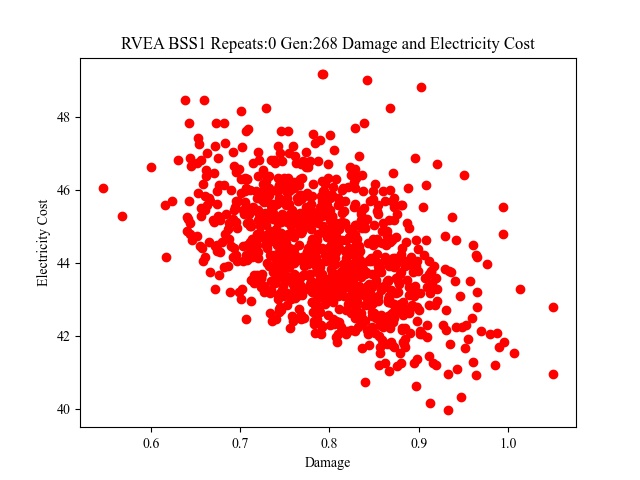 RVEA BSS1 Repeats:0 Gen:268 Damage and Electricity Cost
48
46
44
42
40
Electricity Cost
0.6 0.7 0.8 0.9 1.0
Damage